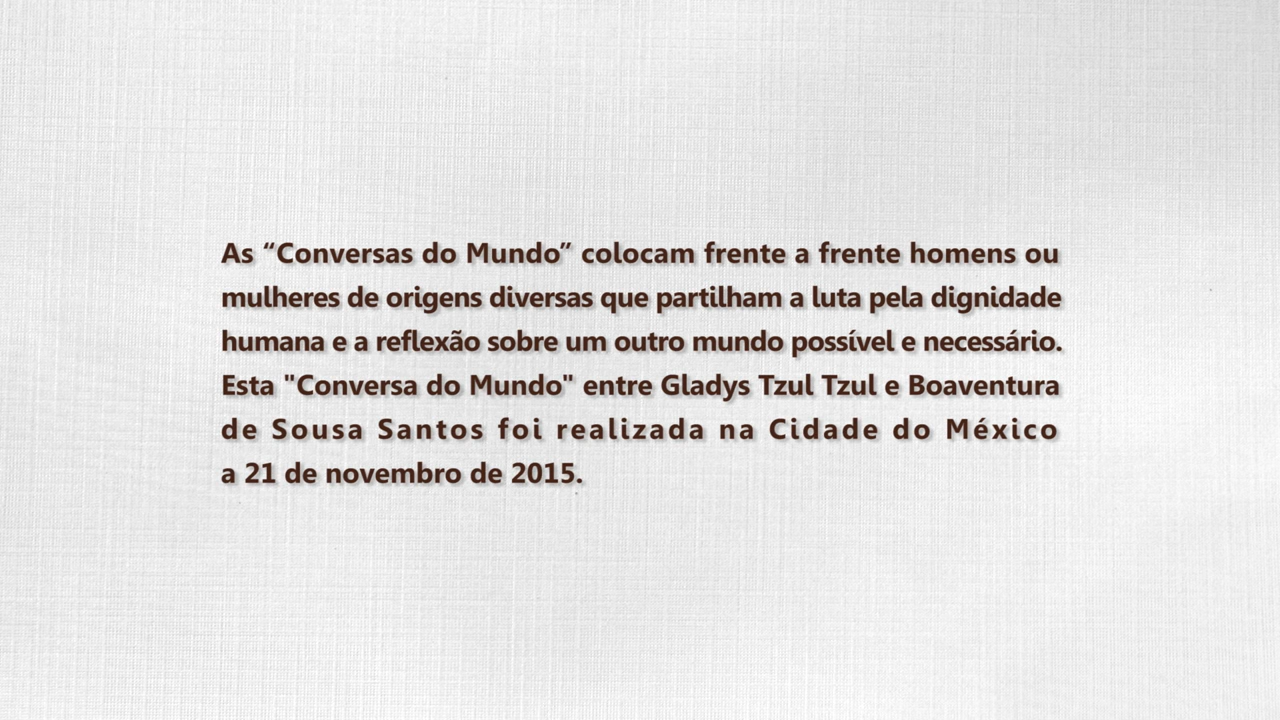 As “Conversas do Mundo” colocam frente a frente homens ou
mulheres de origens diversas que partilham a luta pela dignidade
humana e a reflexão sobre um outro mundo possível e necessário.
Esta "Conversa do Mundo" entre Gladys Tzul Tzul e Boaventura
de Sousa Santos foi realizada na Cidade do México
a 21 de novembro de 2015.